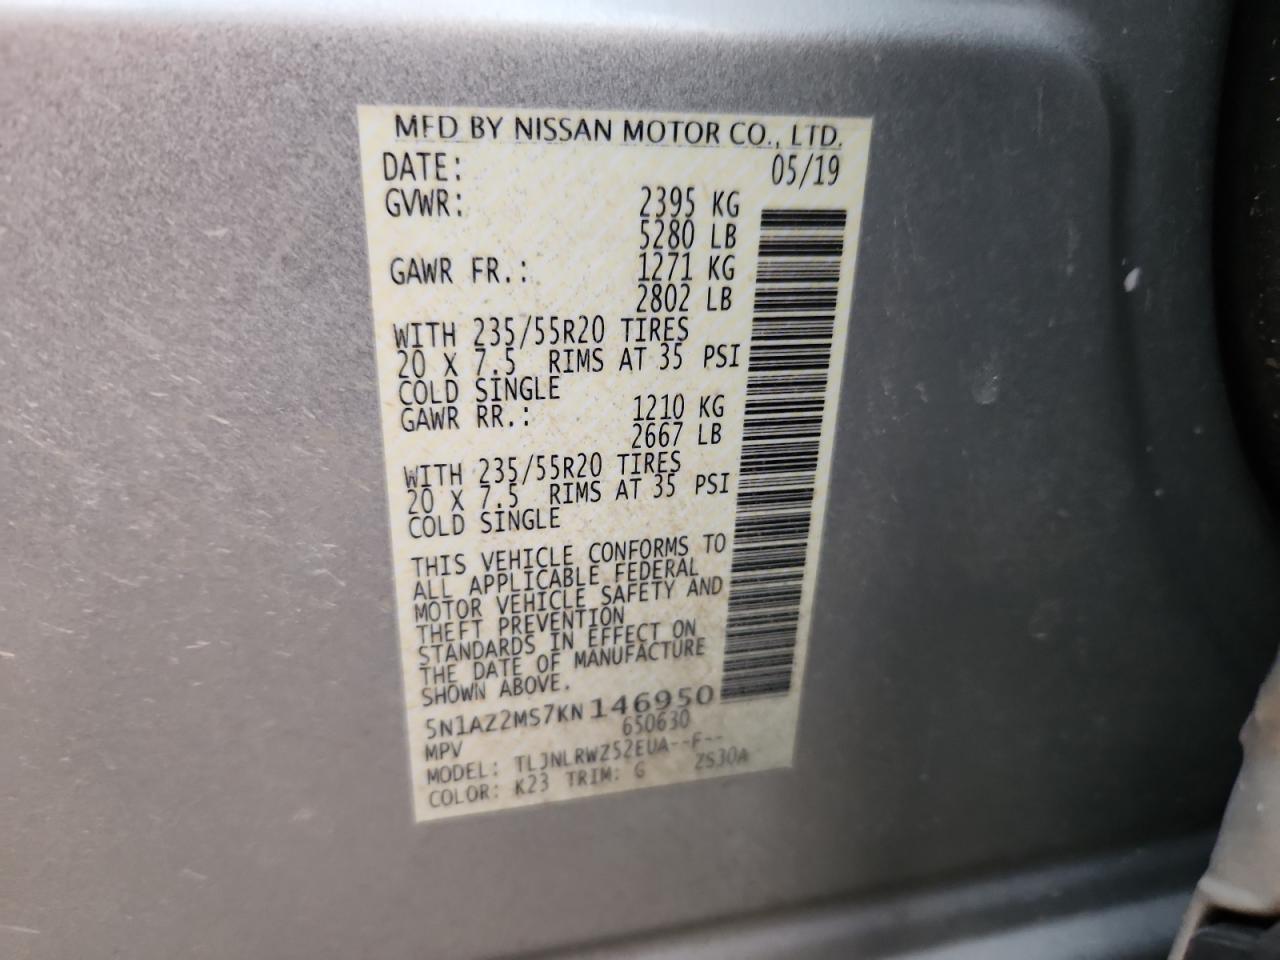 MFD BY NISSAN MOTOR CO., LTD.
DATE: 05/19
GVWR: 2395 KG
5280 LB
GAWR FR.: 1271 KG
2802 LB
WITH 235/55R20 TIRES
20 X 7.5 RIMS AT 35 PSI
COLD SINGLE
GAWR RR.: 1210 KG
2667 LB
WITH 235/55R20 TIRES
20 X 7.5 RIMS AT 35 PSI
COLD SINGLE
THIS VEHICLE CONFORMS TO
ALL APPLICABLE FEDERAL
MOTOR VEHICLE SAFETY AND
THEFT PREVENTION
STANDARDS IN EFFECT ON
THE DATE OF MANUFACTURE
SHOWN ABOVE.
5N1AZ2MS7KN146950
MPV 650630
MODEL: TLJNLRWZ52EUA--F--
COLOR: K23 TRIM: G ZS30A